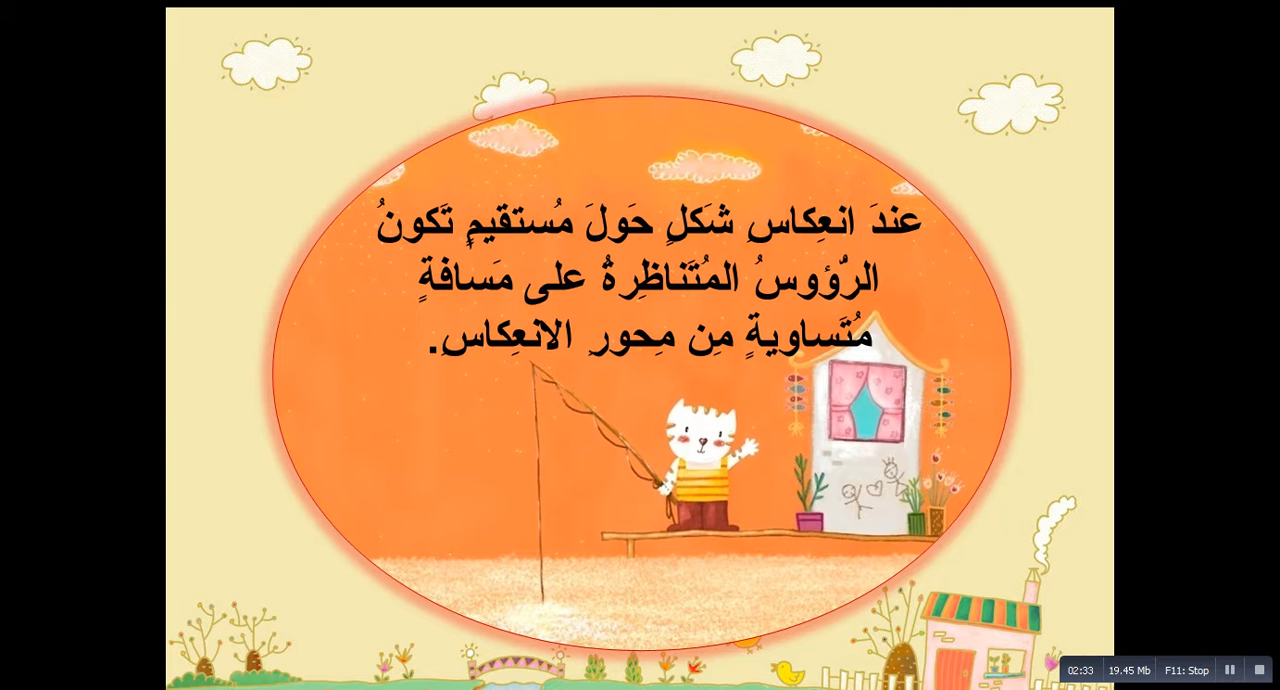 عندَ انعِكاسِ شَكلٍ حَولَ مُستقيمٍ تَكونُ
الرّؤوسُ المُتَناظِرةُ على مَسافةٍ
مُتَساويةٍ مِن مِحورِ الانعِكاسِ.
02:33 19.45 Mb F11: Stop